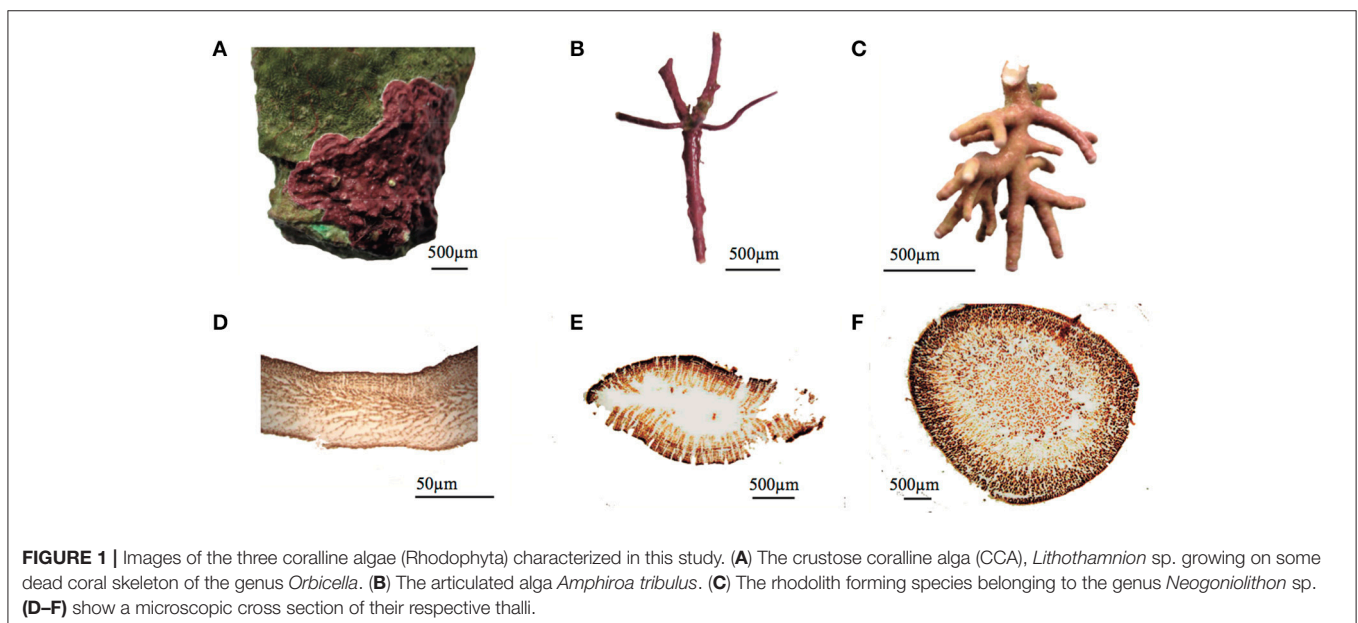 A
B
C
500µm
500µm
500µm
D
E
F
50µm
500µm
500µm
FIGURE 1 | Images of the three coralline algae (Rhodophyta) characterized in this study. (A) The crustose coralline alga (CCA), Lithothamnion sp. growing on some
dead coral skeleton of the genus Orbicella. (B) The articulated alga Amphiroa tribulus. (C) The rhodolith forming species belonging to the genus Neogoniolithon sp.
(D–F) show a microscopic cross section of their respective thalli.